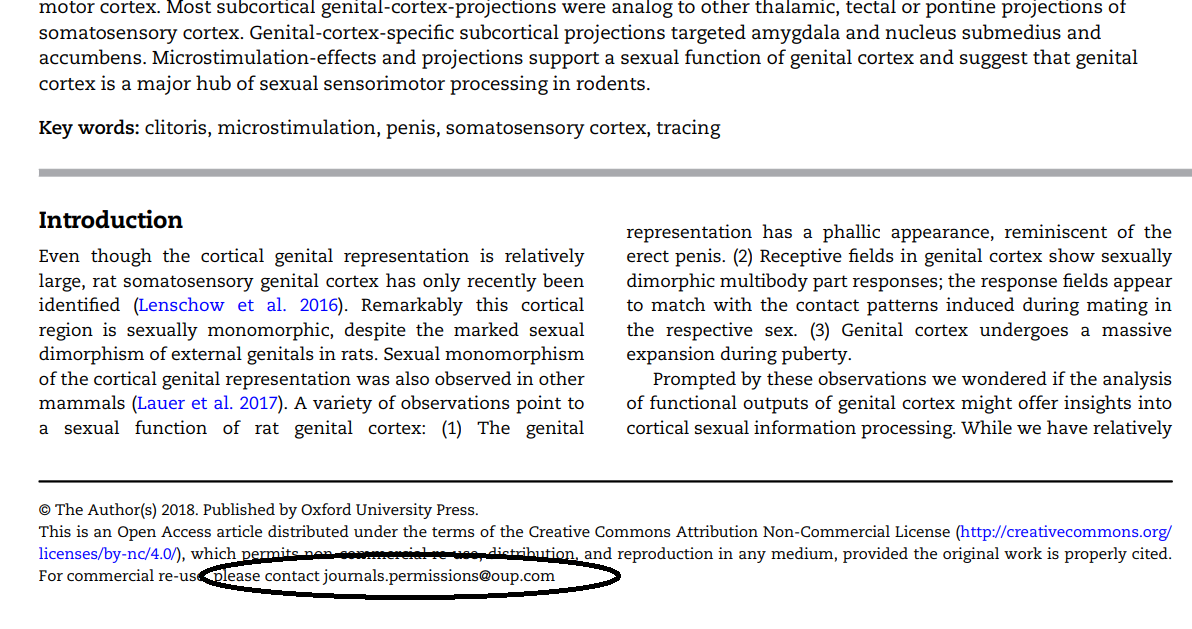 motor cortex. Most subcortical genital-cortex-projections were analog to other thalamic, tectal or pontine projections of
somatosensory cortex. Genital-cortex-specific subcortical projections targeted amygdala and nucleus submedius and
accumbens. Microstimulation-effects and projections support a sexual function of genital cortex and suggest that genital
cortex is a major hub of sexual sensorimotor processing in rodents.
Key words: clitoris, microstimulation, penis, somatosensory cortex, tracing
Introduction
Even though the cortical genital representation is relatively
large, rat somatosensory genital cortex has only recently been
identified (Lenschow et al. 2016). Remarkably this cortical
region is sexually monomorphic, despite the marked sexual
dimorphism of external genitals in rats. Sexual monomorphism
of the cortical genital representation was also observed in other
mammals (Lauer et al. 2017). A variety of observations point to
a sexual function of rat genital cortex: (1) The genital
representation has a phallic appearance, reminiscent of the
erect penis. (2) Receptive fields in genital cortex show sexually
dimorphic multibody part responses; the response fields appear
to match with the contact patterns induced during mating in
the respective sex. (3) Genital cortex undergoes a massive
expansion during puberty.
Prompted by these observations we wondered if the analysis
of functional outputs of genital cortex might offer insights into
cortical sexual information processing. While we have relatively
© The Author(s) 2018. Published by Oxford University Press.
This is an Open Access article distributed under the terms of the Creative Commons Attribution Non-Commercial License (http://creativecommons.org/
licenses/by-nc/4.0/), which permits non-commercial re-use, distribution, and reproduction in any medium, provided the original work is properly cited.
For commercial re-use, please contact journals.permissions@oup.com